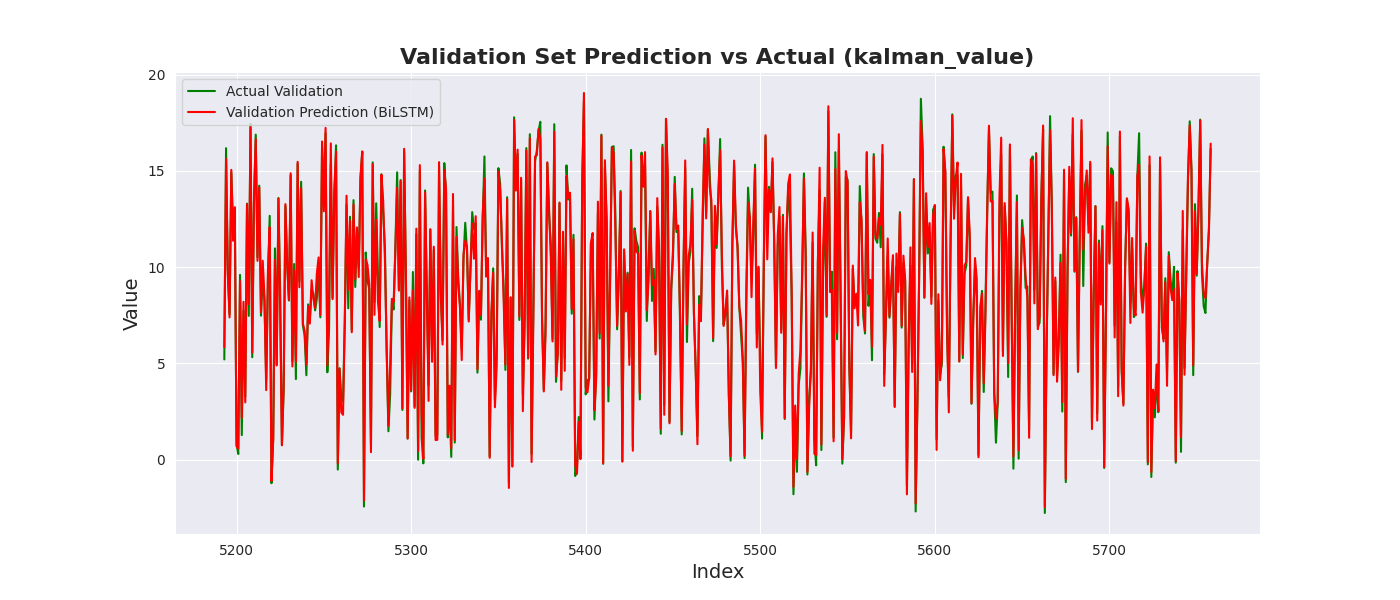 Validation Set Prediction vs Actual (kalman_value)
Actual Validation
Validation Prediction (BiLSTM)
Value
20
15
10
5
0
5200 5300 5400 5500 5600 5700
Index